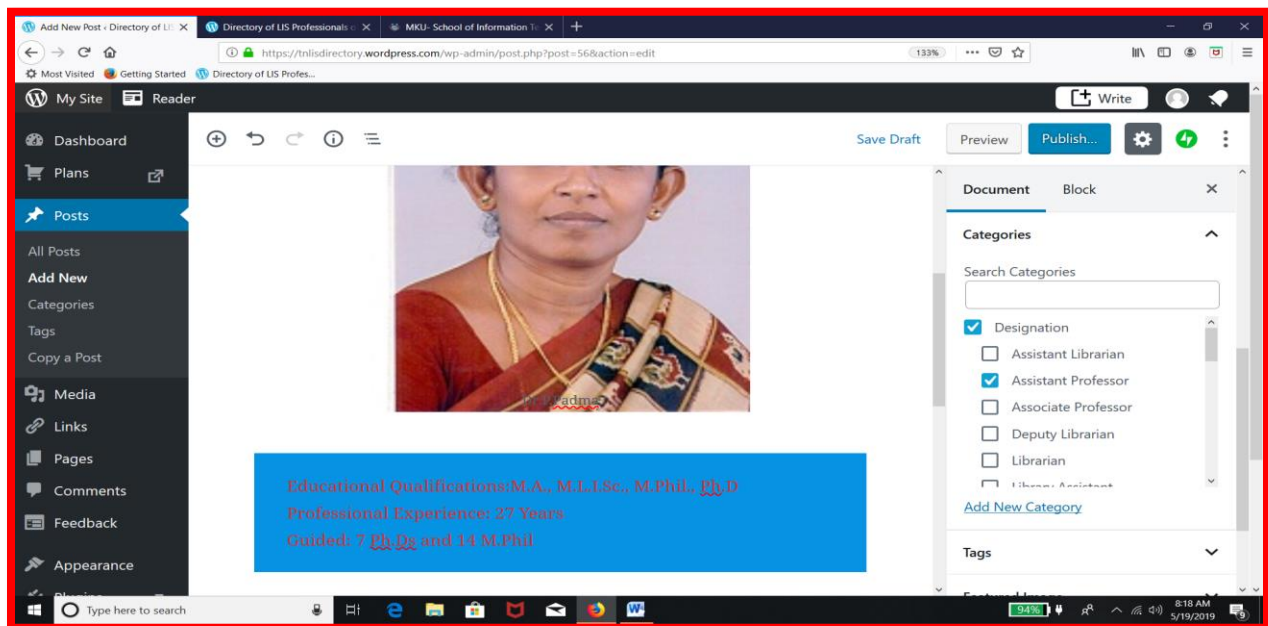 Add New Post ‹ Directory of LI
Directory of LIS Professionals
MKU- School of Information Te
https://tnlisdirectory.wordpress.com/wp-admin/post.php?post=56&action=edit
133%
Most Visited
Getting Started
Directory of LIS Profes...
My Site
Reader
Write
Dashboard
Plans
Posts
All Posts
Add New
Categories
Tags
Copy a Post
Media
Links
Pages
Comments
Feedback
Appearance
Save Draft
Preview
Publish...
Padma
Educational Qualifications:M.A., M.L.I.Sc., M.Phil., Ph.D
Professional Experience: 27 Years
Guided: 7 Ph.Ds and 14 M.Phil
Document
Block
Categories
Search Categories
Designation
Assistant Librarian
Assistant Professor
Associate Professor
Deputy Librarian
Librarian
Library Assistant
Add New Category
Tags
Type here to search
94%
8:18 AM
5/19/2019
9